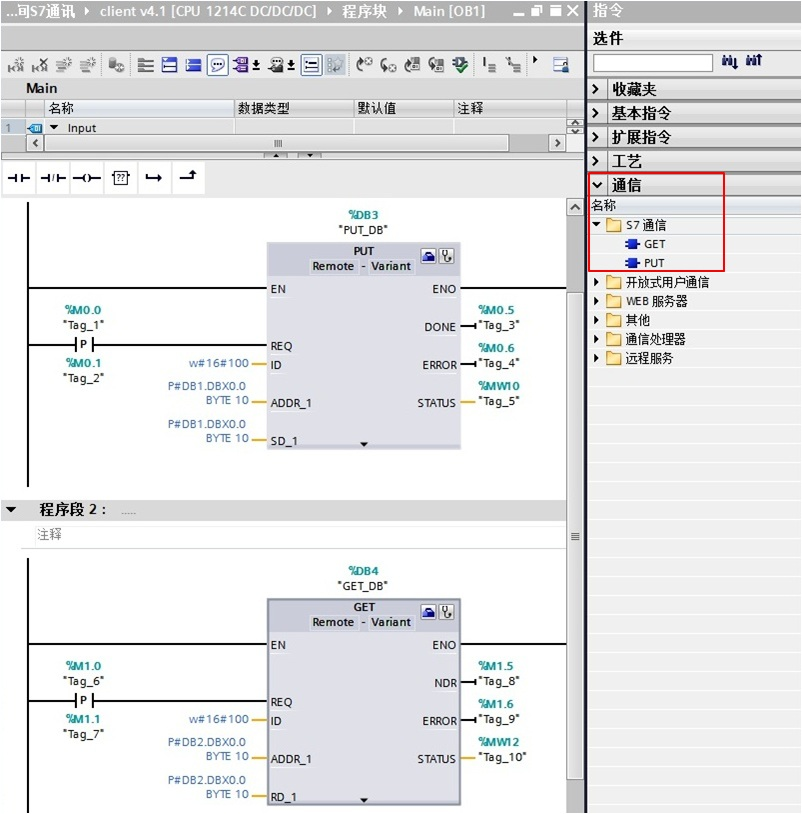 ...间S7通讯 client v4.1 [CPU 1214C DC/DC/DC] 程序块 Main [OB1]
Main
名称 数据类型 默认值 注释
1 Input
%DB3
"PUT_DB"
PUT
Remote - Variant
EN ENO
%M0.0
"Tag_1"
P
%M0.1
"Tag_2"
REQ
%M0.5
DONE "Tag_3"
w#16#100 ID
%M0.6
ERROR "Tag_4"
P#DB1.DBX0.0
BYTE 10 ADDR_1
%MW10
STATUS "Tag_5"
P#DB1.DBX0.0
BYTE 10 SD_1
程序段 2： .....
注释
%DB4
"GET_DB"
GET
Remote - Variant
EN ENO
%M1.0
"Tag_6"
P
%M1.1
"Tag_7"
REQ
%M1.5
NDR "Tag_8"
w#16#100 ID
%M1.6
ERROR "Tag_9"
P#DB2.DBX0.0
BYTE 10 ADDR_1
%MW12
STATUS "Tag_10"
P#DB2.DBX0.0
BYTE 10 RD_1
指令
选件
收藏夹
基本指令
扩展指令
工艺
通信
名称
S7 通信
GET
PUT
开放式用户通信
WEB 服务器
其他
通信处理器
远程服务